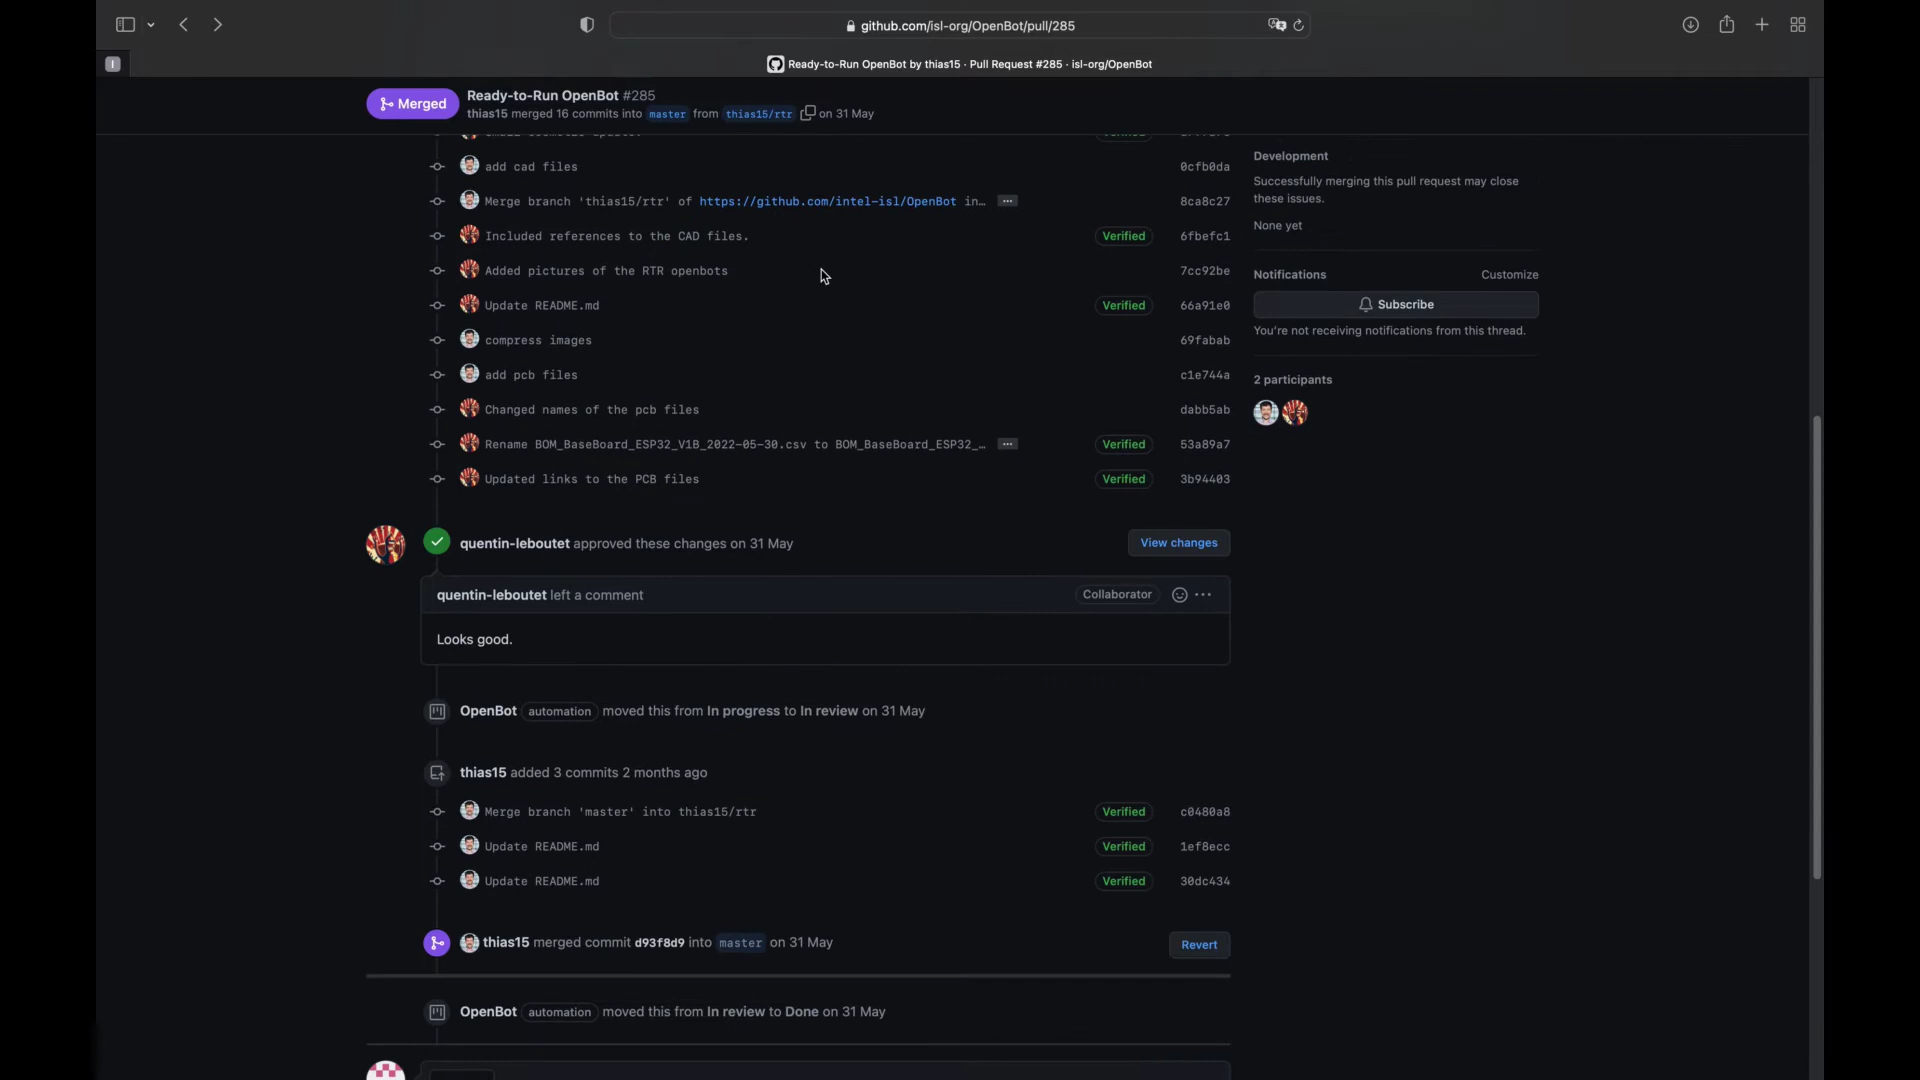 github.com/isl-org/OpenBot/pull/285
I
Ready-to-Run OpenBot by thias15 · Pull Request #285 · isl-org/OpenBot
Merged
Ready-to-Run OpenBot #285
thias15 merged 16 commits into master from thias15/rtr on 31 May
add cad files 0cfb0da
Merge branch 'thias15/rtr' of https://github.com/intel-isl/OpenBot in… 8ca8c27
Included references to the CAD files. Verified 6fbefc1
Added pictures of the RTR openbots 7cc92be
Update README.md Verified 66a91e0
compress images 69fabab
add pcb files c1e744a
Changed names of the pcb files dabb5ab
Rename BOM_BaseBoard_ESP32_V1B_2022-05-30.csv to BOM_BaseBoard_ESP32_… Verified 53a89a7
Updated links to the PCB files Verified 3b94403
quentin-leboutet approved these changes on 31 May View changes
quentin-leboutet left a comment Collaborator
Looks good.
OpenBot automation moved this from In progress to In review on 31 May
thias15 added 3 commits 2 months ago
Merge branch 'master' into thias15/rtr Verified c0480a8
Update README.md Verified 1ef8ecc
Update README.md Verified 30dc434
thias15 merged commit d93f8d9 into master on 31 May Revert
OpenBot automation moved this from In review to Done on 31 May
Development
Successfully merging this pull request may close
these issues.
None yet
Notifications Customize
Subscribe
You're not receiving notifications from this thread.
2 participants